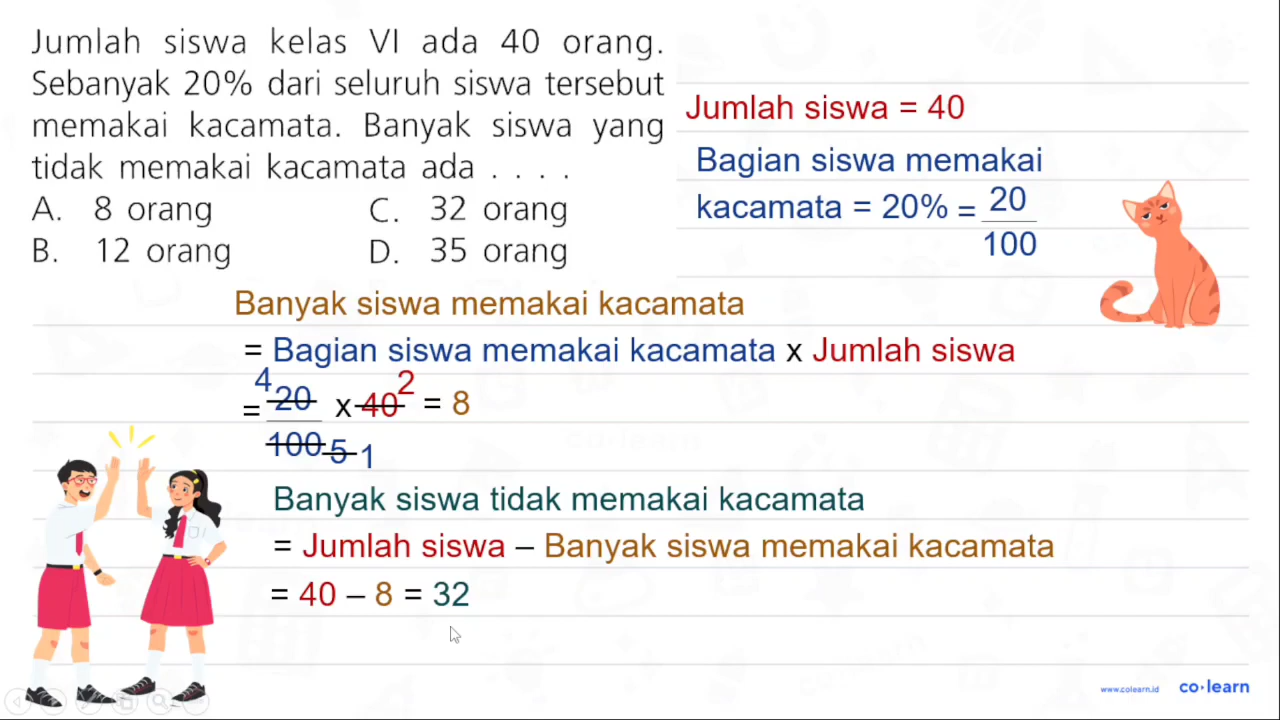 Jumlah siswa kelas VI ada 40 orang.
Sebanyak 20% dari seluruh siswa tersebut
memakai kacamata. Banyak siswa yang
tidak memakai kacamata ada . . . .
A. 8 orang
C. 32 orang
B. 12 orang
D. 35 orang
Jumlah siswa = 40
Bagian siswa memakai
kacamata = 20% = 20/100
Banyak siswa memakai kacamata
= Bagian siswa memakai kacamata x Jumlah siswa
4 2
= 20/100 x 40 = 8
5 1
Banyak siswa tidak memakai kacamata
= Jumlah siswa – Banyak siswa memakai kacamata
= 40 – 8 = 32
www.colearn.id co·learn